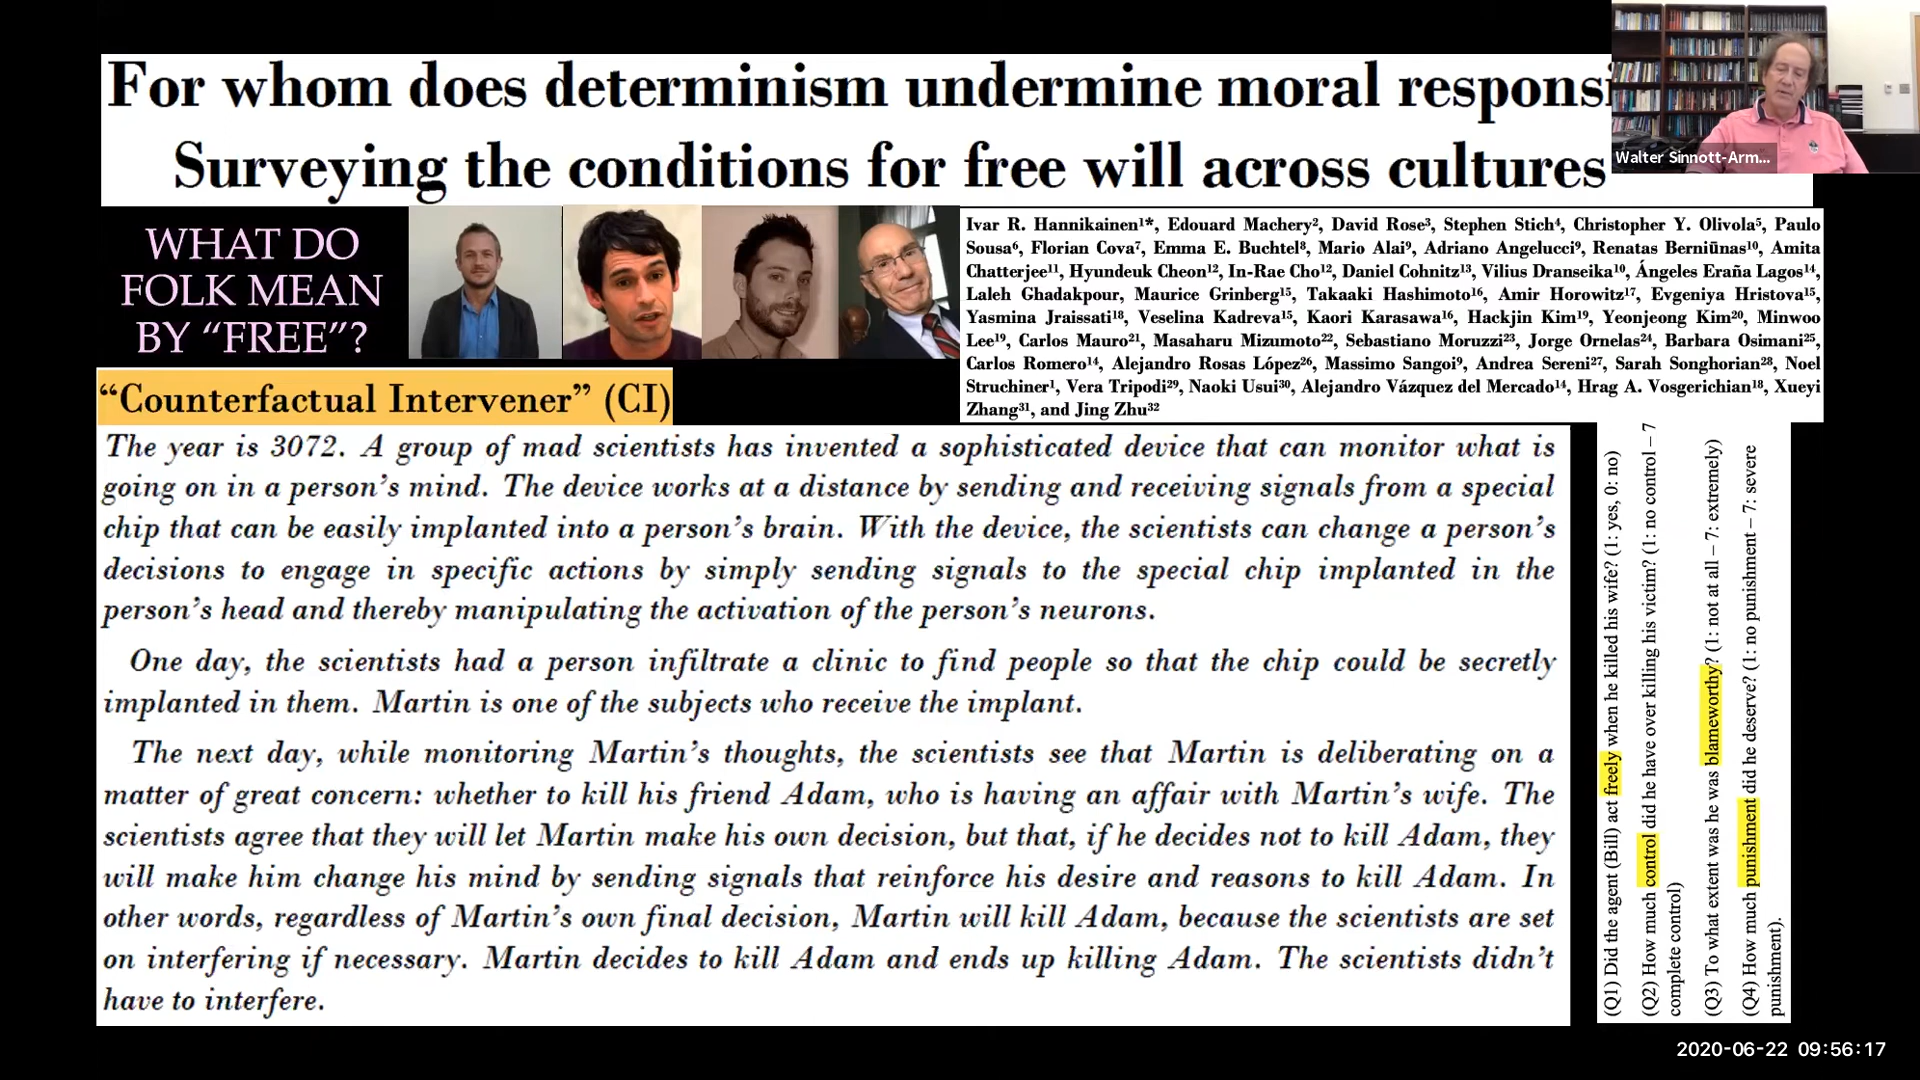 For whom does determinism undermine moral responsi
Surveying the conditions for free will across cultures
Walter Sinnott-Arm...
WHAT DO
FOLK MEAN
BY “FREE”?
Ivar R. Hannikainen¹*, Edouard Machery², David Rose³, Stephen Stich⁴, Christopher Y. Olivola⁵, Paulo
Sousa⁶, Florian Cova⁷, Emma E. Buchtel⁸, Mario Alai⁹, Adriano Angelucci⁹, Renatas Berniūnas¹⁰, Amita
Chatterjee¹¹, Hyundeuk Cheon¹², In-Rae Cho¹², Daniel Cohnitz¹³, Vilius Dranseika¹⁰, Ángeles Eraña Lagos¹⁴,
Laleh Ghadakpour, Maurice Grinberg¹⁵, Takaaki Hashimoto¹⁶, Amir Horowitz¹⁷, Evgeniya Hristova¹⁵,
Yasmina Jraissati¹⁸, Veselina Kadreva¹⁵, Kaori Karasawa¹⁶, Hackjin Kim¹⁹, Yeonjeong Kim²⁰, Minwoo
Lee¹⁹, Carlos Mauro²¹, Masaharu Mizumoto²², Sebastiano Moruzzi²³, Jorge Ornelas²⁴, Barbara Osimani²⁵,
Carlos Romero¹⁴, Alejandro Rosas López²⁶, Massimo Sangoi⁹, Andrea Sereni²⁷, Sarah Songhorian²⁸, Noel
Struchiner¹, Vera Tripodi²⁹, Naoki Usui³⁰, Alejandro Vázquez del Mercado¹⁴, Hrag A. Vosgerichian¹⁸, Xueyi
Zhang³¹, and Jing Zhu³²
“Counterfactual Intervener” (CI)
The year is 3072. A group of mad scientists has invented a sophisticated device that can monitor what is
going on in a person’s mind. The device works at a distance by sending and receiving signals from a special
chip that can be easily implanted into a person’s brain. With the device, the scientists can change a person’s
decisions to engage in specific actions by simply sending signals to the special chip implanted in the
person’s head and thereby manipulating the activation of the person’s neurons.
One day, the scientists had a person infiltrate a clinic to find people so that the chip could be secretly
implanted in them. Martin is one of the subjects who receive the implant.
The next day, while monitoring Martin’s thoughts, the scientists see that Martin is deliberating on a
matter of great concern: whether to kill his friend Adam, who is having an affair with Martin’s wife. The
scientists agree that they will let Martin make his own decision, but that, if he decides not to kill Adam, they
will make him change his mind by sending signals that reinforce his desire and reasons to kill Adam. In
other words, regardless of Martin’s own final decision, Martin will kill Adam, because the scientists are set
on interfering if necessary. Martin decides to kill Adam and ends up killing Adam. The scientists didn’t
have to interfere.
(Q1) Did the agent (Bill) act freely when he killed his wife? (1: yes, 0: no)
(Q2) How much control did he have over killing his victim? (1: no control – 7
complete control)
(Q3) To what extent was he was blameworthy? (1: not at all – 7: extremely)
(Q4) How much punishment did he deserve? (1: no punishment – 7: severe
punishment).
2020-06-22 09:56:17